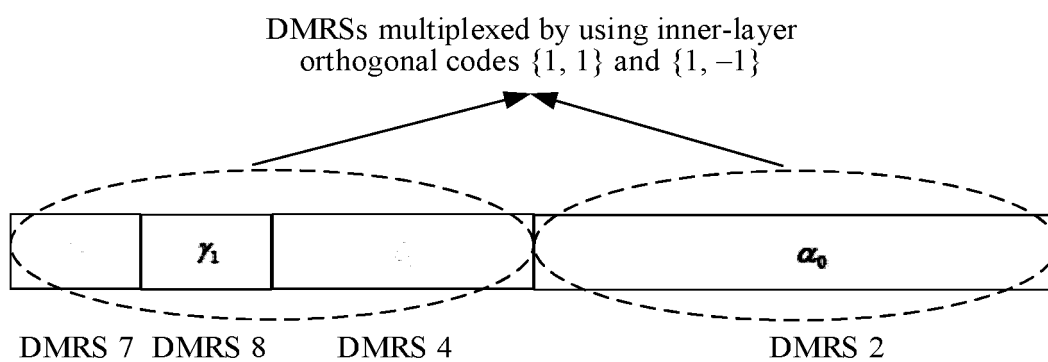 DMRSs multiplexed by using inner-layer
orthogonal codes {1, 1} and {1, –1}
γ₁ α₀
DMRS 7 DMRS 8 DMRS 4 DMRS 2